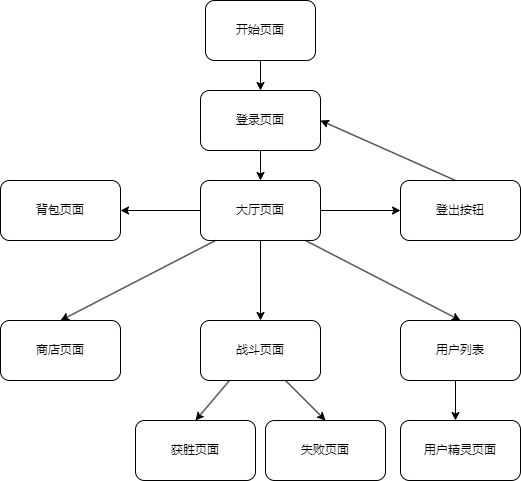 开始页面
登录页面
背包页面
大厅页面
登出按钮
商店页面
战斗页面
用户列表
获胜页面
失败页面
用户精灵页面